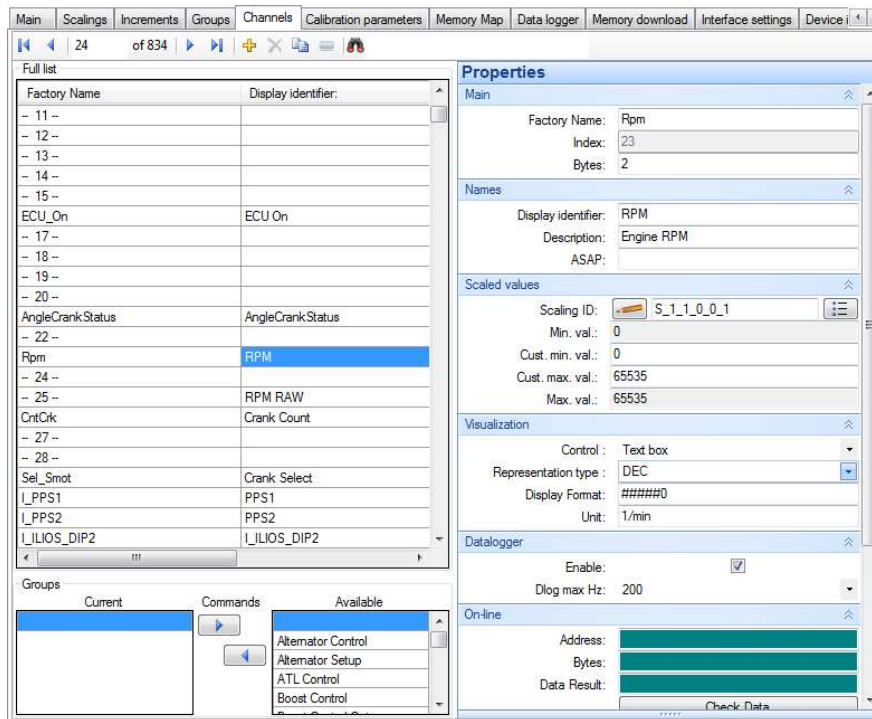 Main Scalings Increments Groups Channels Calibration parameters Memory Map Data logger Memory download Interface settings Device i
24 of 834
Full list
Factory Name Display identifier:
-- 11 --
-- 12 --
-- 13 --
-- 14 --
-- 15 --
ECU_On ECU On
-- 17 --
-- 18 --
-- 19 --
-- 20 --
AngleCrankStatus AngleCrankStatus
-- 22 --
Rpm RPM
-- 24 --
-- 25 -- RPM RAW
CntCrk Crank Count
-- 27 --
-- 28 --
Sel_Smot Crank Select
I_PPS1 PPS1
I_PPS2 PPS2
I_ILIOS_DIP2 I_ILIOS_DIP2
Groups
Current Commands Available
Alternator Control
Alternator Setup
ATL Control
Boost Control
Properties
Main
Factory Name: Rpm
Index: 23
Bytes: 2
Names
Display identifier: RPM
Description: Engine RPM
ASAP:
Scaled values
Scaling ID: S_1_1_0_0_1
Min. val.: 0
Cust. min. val.: 0
Cust. max. val.: 65535
Max. val.: 65535
Visualization
Control : Text box
Representation type : DEC
Display Format: #####0
Unit: 1/min
Datalogger
Enable:
Dlog max Hz: 200
On-line
Address:
Bytes:
Data Result:
Check Data